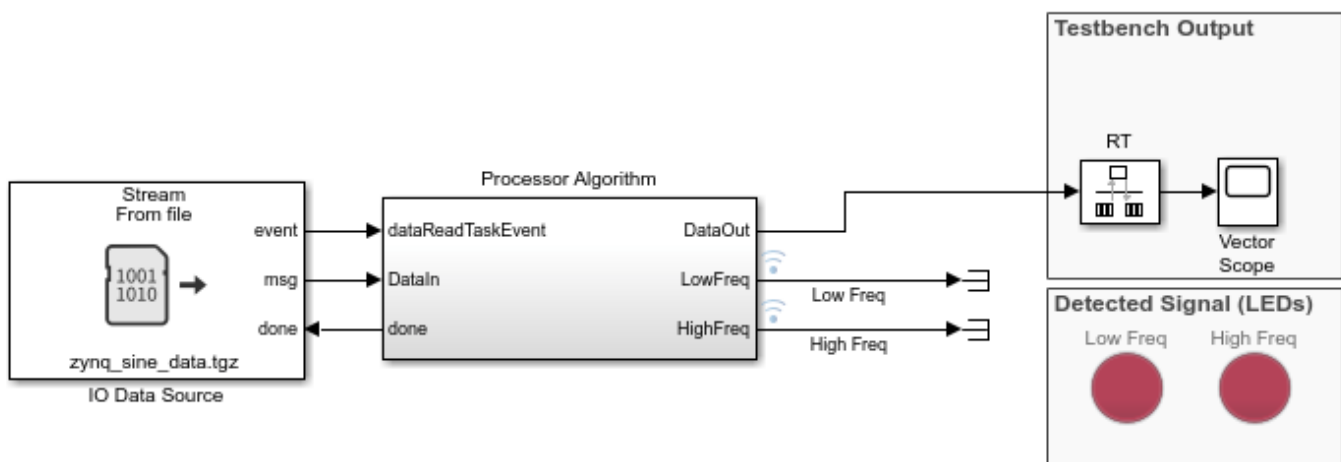 Stream
From file
1001
1010
event
msg
done
zynq_sine_data.tgz
IO Data Source
Processor Algorithm
dataReadTaskEvent
DataIn
done
DataOut
LowFreq
HighFreq
Low Freq
High Freq
Testbench Output
RT
Vector
Scope
Detected Signal (LEDs)
Low Freq High Freq